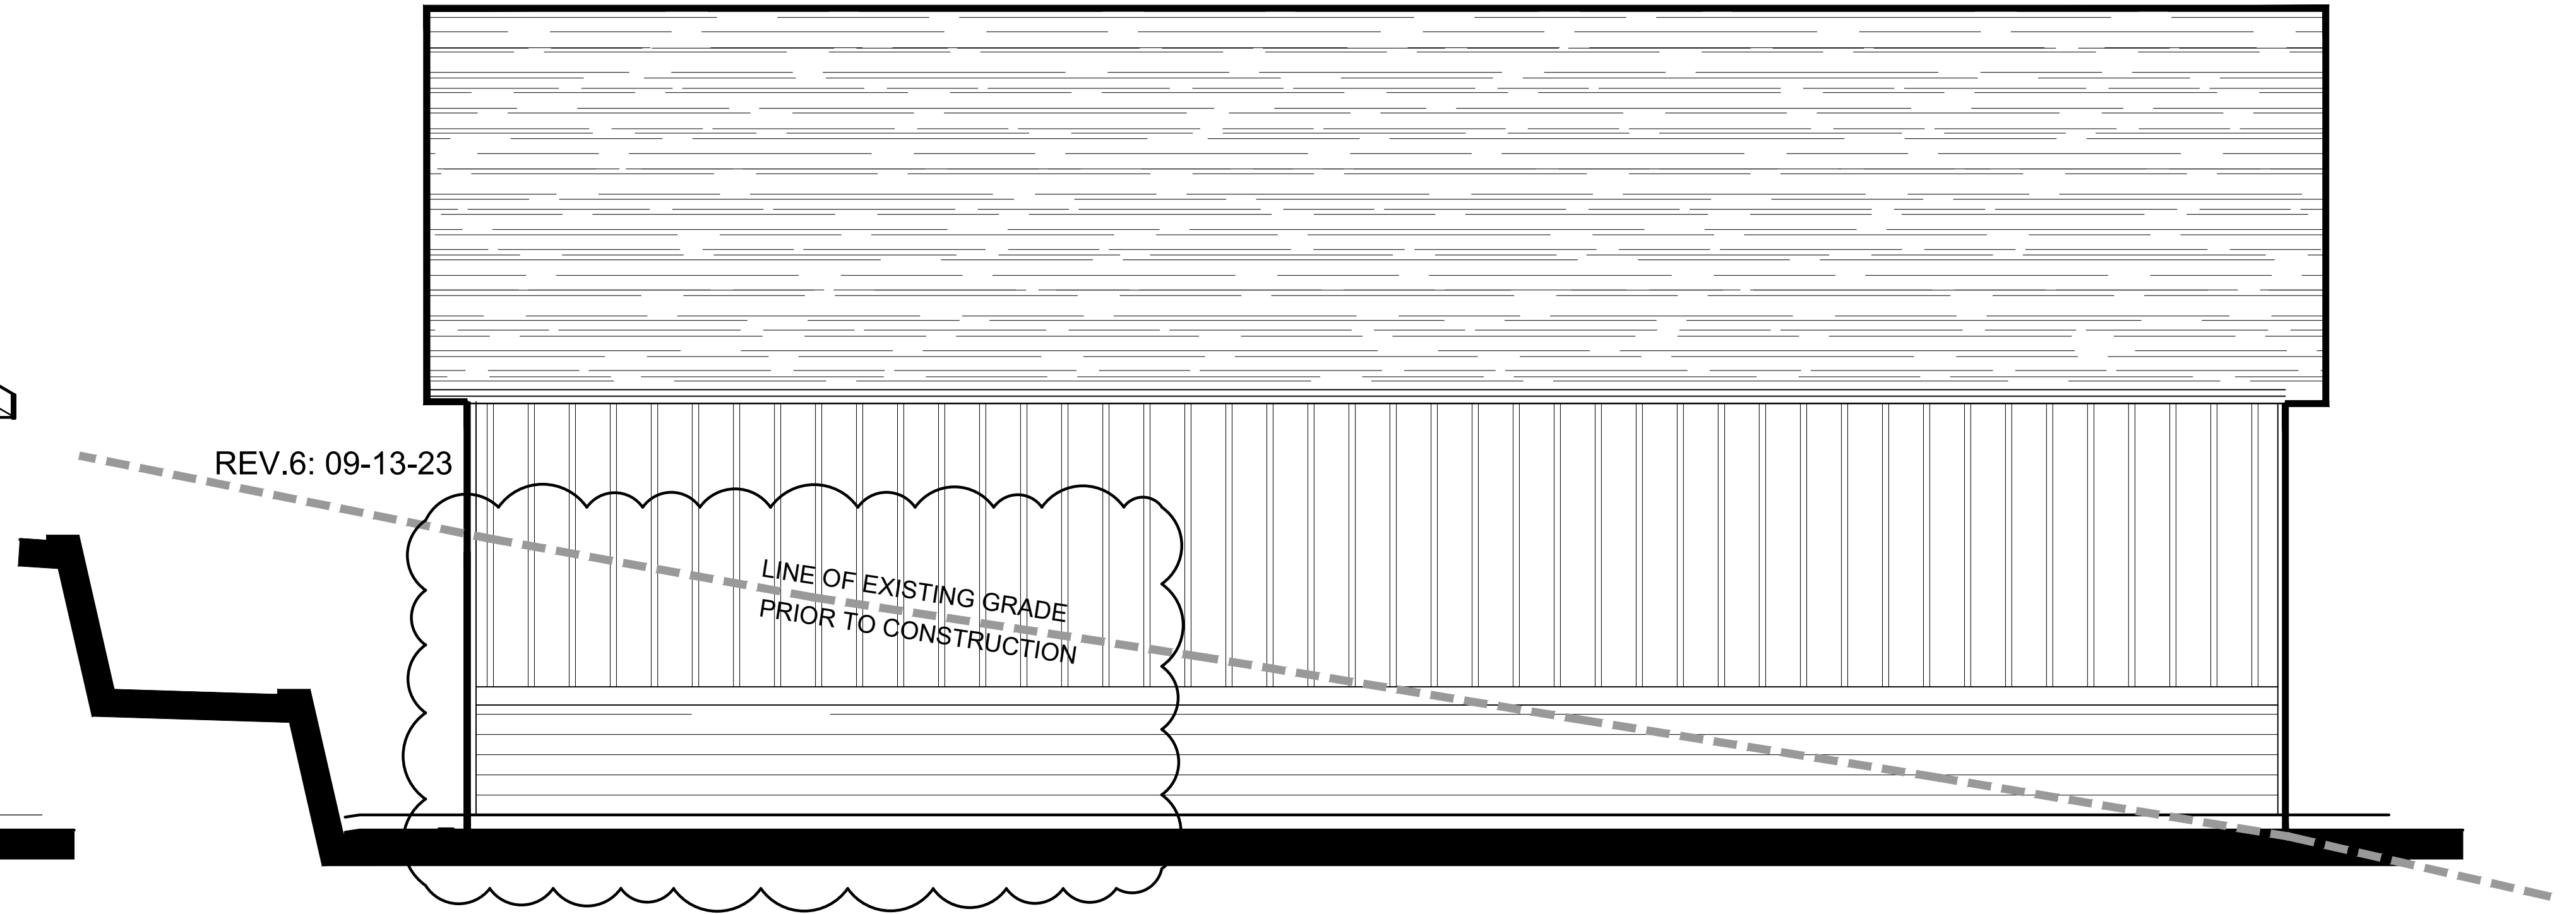 REV.6: 09-13-23
LINE OF EXISTING GRADE
PRIOR TO CONSTRUCTION